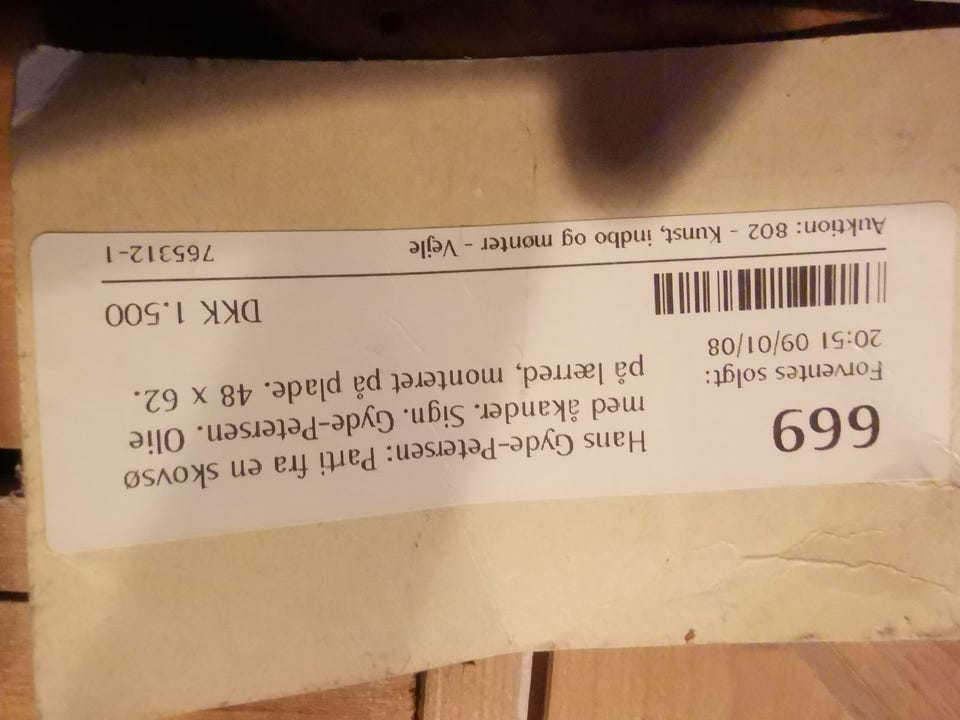 669
Hans Gyde-Petersen: Parti fra en skovsø
med åkander. Sign. Gyde-Petersen. Olie
på lærred, monteret på plade. 48 x 62.
Forventes solgt:
20:51 09/01/08
DKK 1.500
Auktion: 802 - Kunst, indbo og mønter - Vejle
765312-1